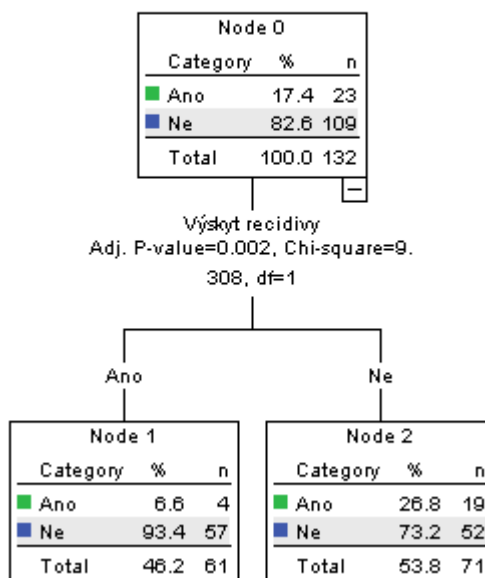 Node 0
Category % n
Ano 17.4 23
Ne 82.6 109
Total 100.0 132
Výskyt recidivy
Adj. P-value=0.002, Chi-square=9.
308, df=1
Ano
Ne
Node 1
Category % n
Ano 6.6 4
Ne 93.4 57
Total 46.2 61
Node 2
Category % n
Ano 26.8 19
Ne 73.2 52
Total 53.8 71